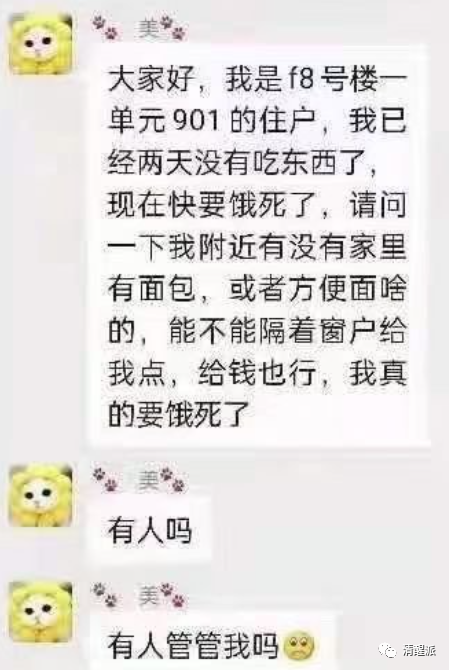 美
大家好，我是f8号楼一
单元901的住户，我已
经两天没有吃东西了，
现在快要饿死了，请问
一下我附近有没有家里
有面包，或者方便面啥
的，能不能隔着窗户给
我点，给钱也行，我真
的要饿死了
美
有人吗
美
有人管管我吗
清醒派